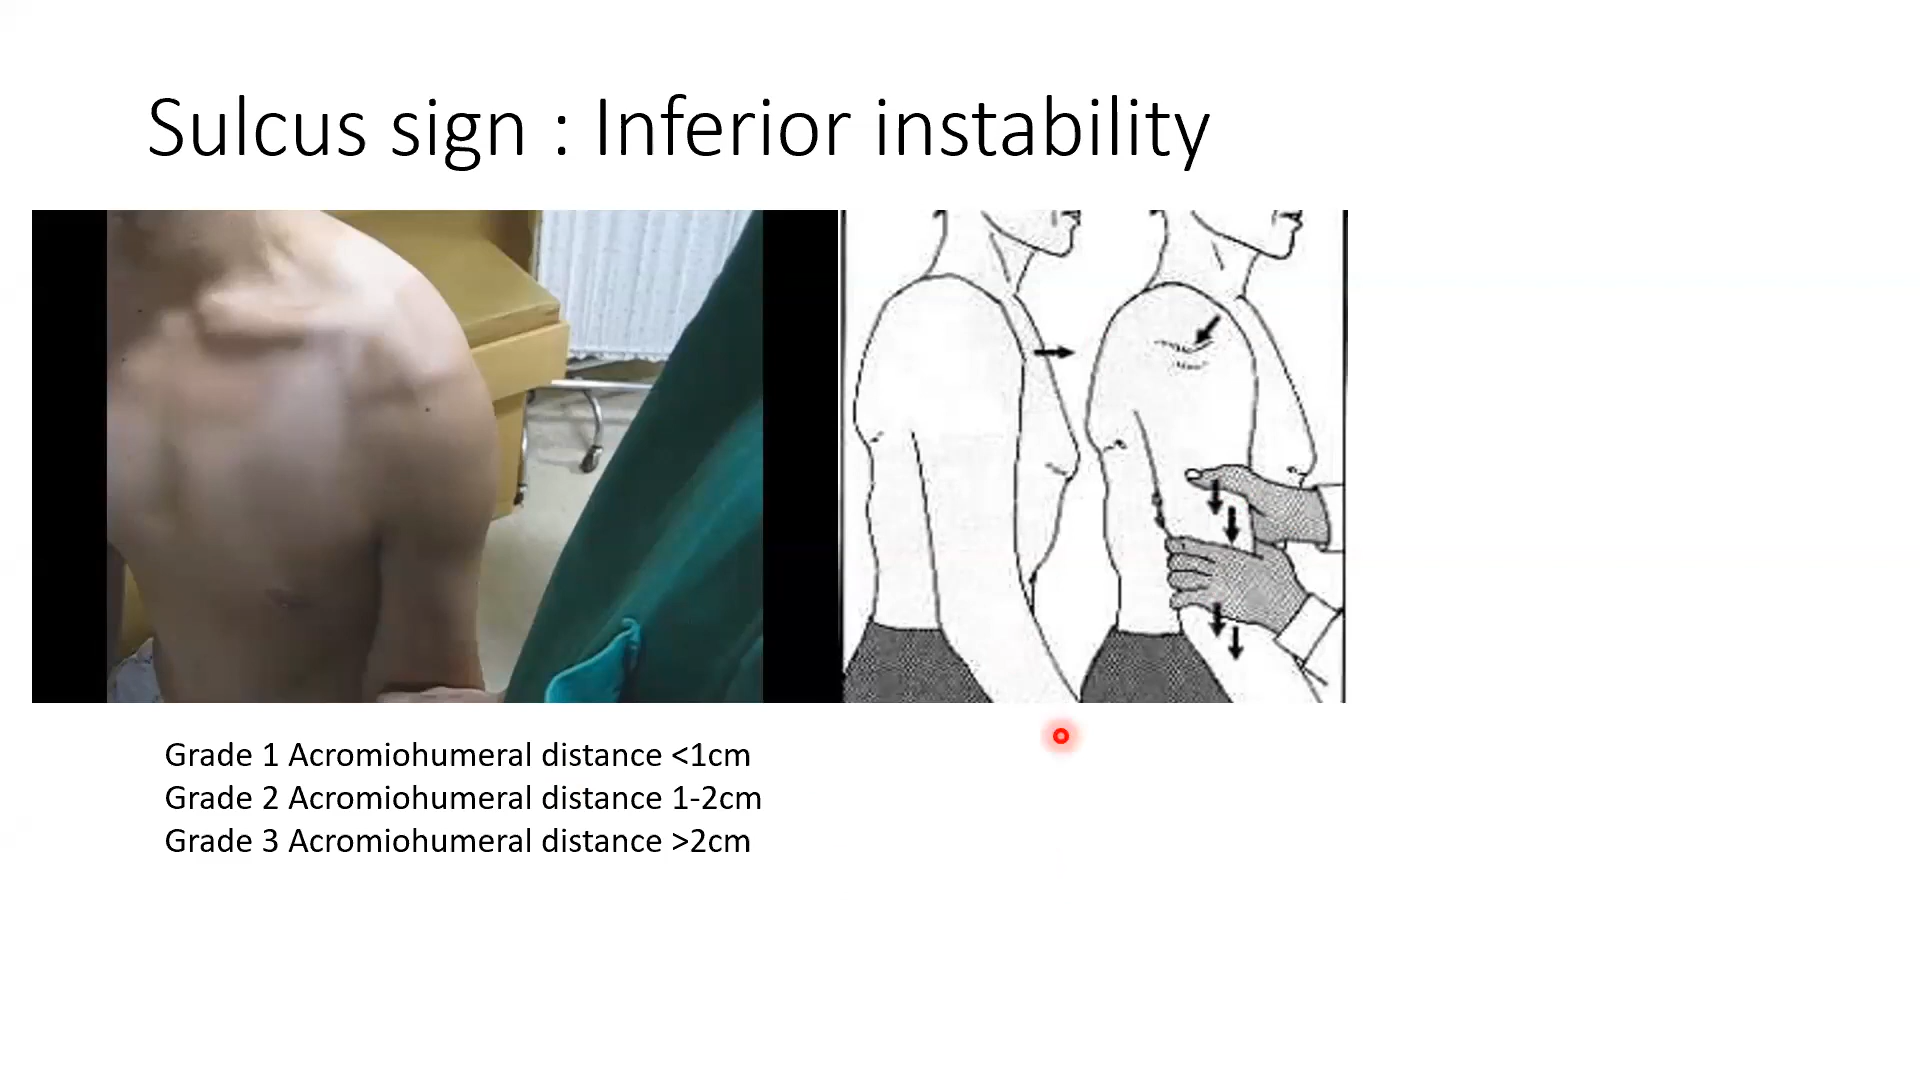 Sulcus sign : Inferior instability
Grade 1 Acromiohumeral distance <1cm
Grade 2 Acromiohumeral distance 1-2cm
Grade 3 Acromiohumeral distance >2cm